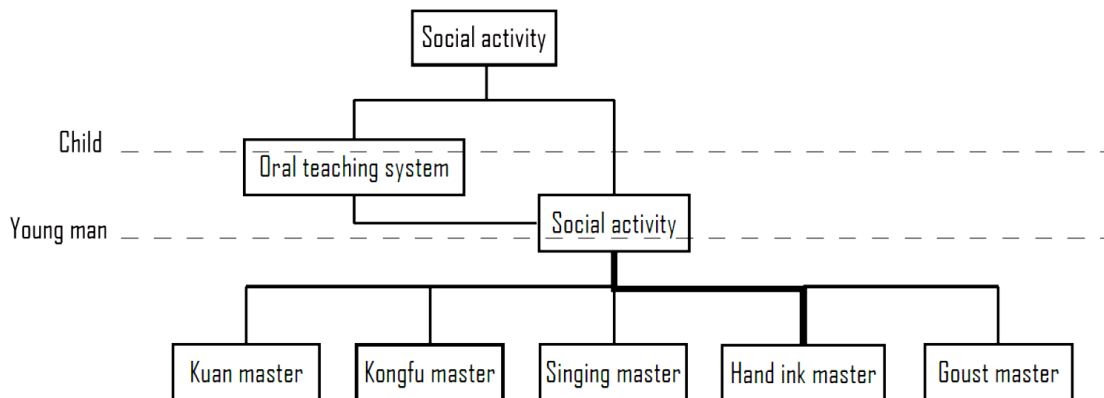 Social activity
Child
Oral teaching system
Young man
Social activity
Kuan master
Kongfu master
Singing master
Hand ink master
Goust master